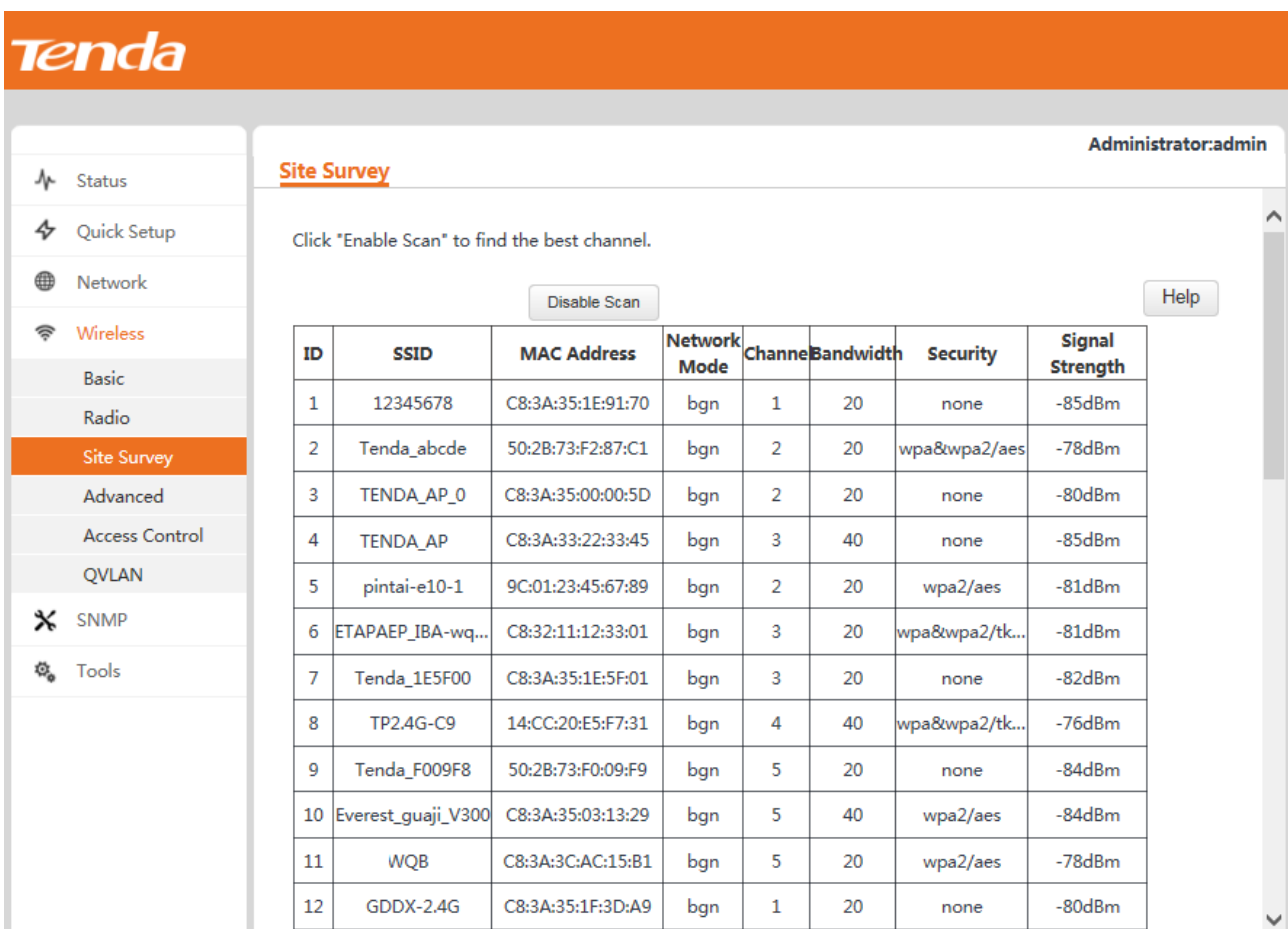 Tenda
Administrator:admin
Status
Quick Setup
Network
Wireless
Basic
Radio
Site Survey
Advanced
Access Control
QVLAN
SNMP
Tools
Site Survey
Click "Enable Scan" to find the best channel.
Disable Scan
Help
ID SSID MAC Address Network Mode Channel Bandwidth Security Signal Strength
1 12345678 C8:3A:35:1E:91:70 bgn 1 20 none -85dBm
2 Tenda_abcde 50:2B:73:F2:87:C1 bgn 2 20 wpa&wpa2/aes -78dBm
3 TENDA_AP_0 C8:3A:35:00:00:5D bgn 2 20 none -80dBm
4 TENDA_AP C8:3A:33:22:33:45 bgn 3 40 none -85dBm
5 pintai-e10-1 9C:01:23:45:67:89 bgn 2 20 wpa2/aes -81dBm
6 ETAPAEP_IBA-wq... C8:32:11:12:33:01 bgn 3 20 wpa&wpa2/tk... -81dBm
7 Tenda_1E5F00 C8:3A:35:1E:5F:01 bgn 3 20 none -82dBm
8 TP2.4G-C9 14:CC:20:E5:F7:31 bgn 4 40 wpa&wpa2/tk... -76dBm
9 Tenda_F009F8 50:2B:73:F0:09:F9 bgn 5 20 none -84dBm
10 Everest_guaji_V300 C8:3A:35:03:13:29 bgn 5 40 wpa2/aes -84dBm
11 WQB C8:3A:3C:AC:15:B1 bgn 5 20 wpa2/aes -78dBm
12 GDDX-2.4G C8:3A:35:1F:3D:A9 bgn 1 20 none -80dBm